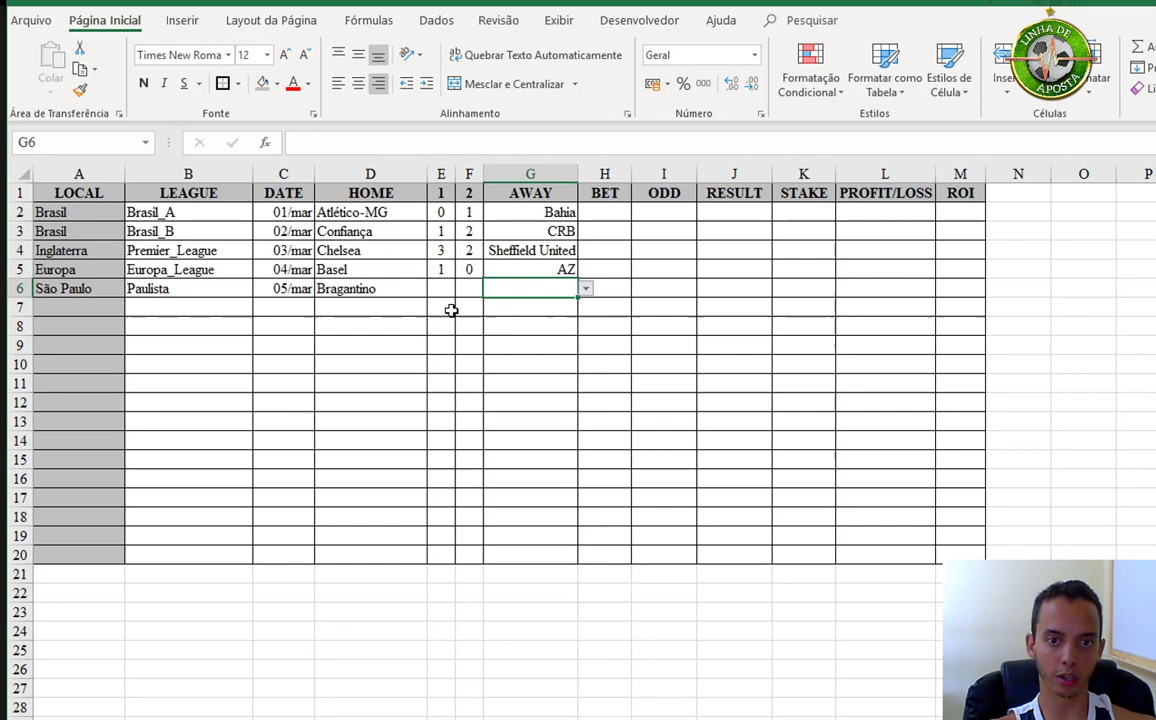 Arquivo Página Inicial Inserir Layout da Página Fórmulas Dados Revisão Exibir Desenvolvedor Ajuda Pesquisar
LINHA DE APOSTA
Colar
Times New Roma 12
N I S
Quebrar Texto Automaticamente
Mesclar e Centralizar
Geral
% 000
Formatação Condicional
Formatar como Tabela
Estilos de Célula
Área de Transferência Fonte Alinhamento Número Estilos Células
G6 fx
A B C D E F G H I J K L M N O P
1 LOCAL LEAGUE DATE HOME 1 2 AWAY BET ODD RESULT STAKE PROFIT/LOSS ROI
2 Brasil Brasil_A 01/mar Atlético-MG 0 1 Bahia
3 Brasil Brasil_B 02/mar Confiança 1 2 CRB
4 Inglaterra Premier_League 03/mar Chelsea 3 2 Sheffield United
5 Europa Europa_League 04/mar Basel 1 0 AZ
6 São Paulo Paulista 05/mar Bragantino
7
8
9
10
11
12
13
14
15
16
17
18
19
20
21
22
23
24
25
26
27
28